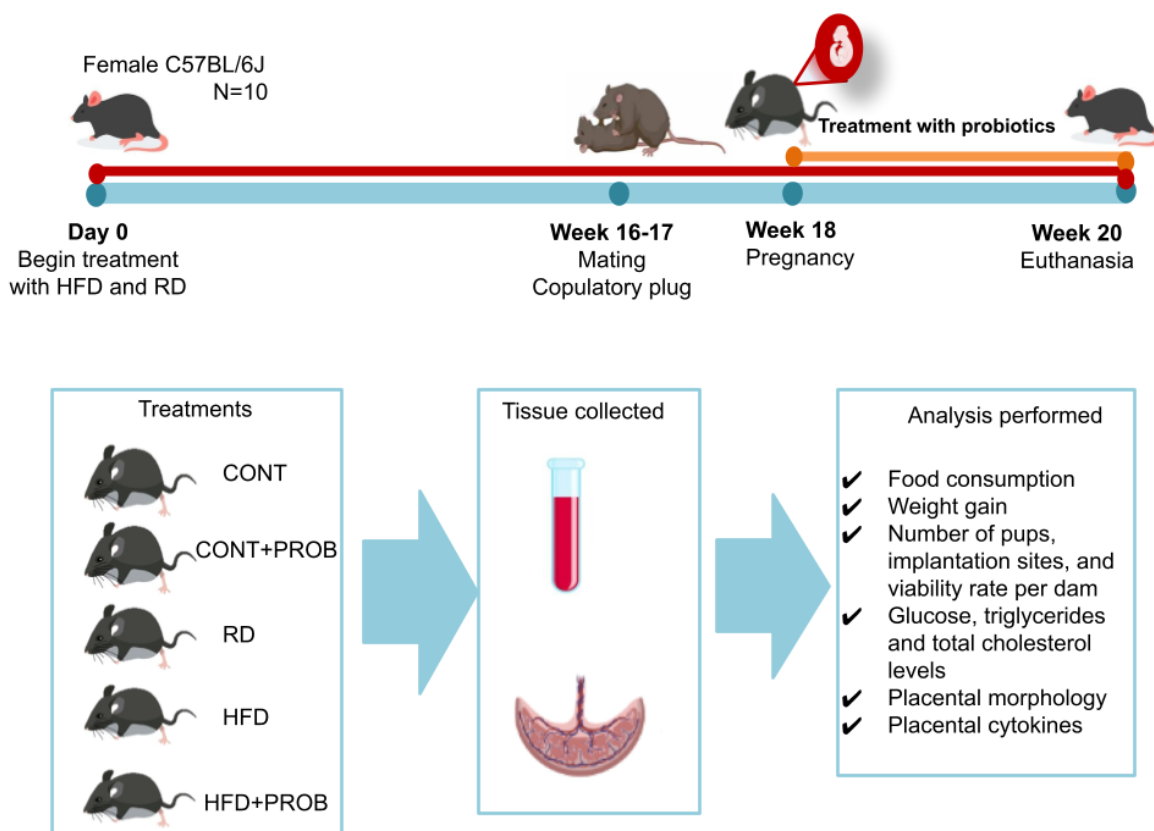 Female C57BL/6J
N=10
Treatment with probiotics
Day 0
Begin treatment
with HFD and RD
Week 16-17
Mating
Copulatory plug
Week 18
Pregnancy
Week 20
Euthanasia
Treatments
CONT
CONT+PROB
RD
HFD
HFD+PROB
Tissue collected
Analysis performed
✔ Food consumption
✔ Weight gain
✔ Number of pups,
implantation sites, and
viability rate per dam
✔ Glucose, triglycerides
and total cholesterol
levels
✔ Placental morphology
✔ Placental cytokines